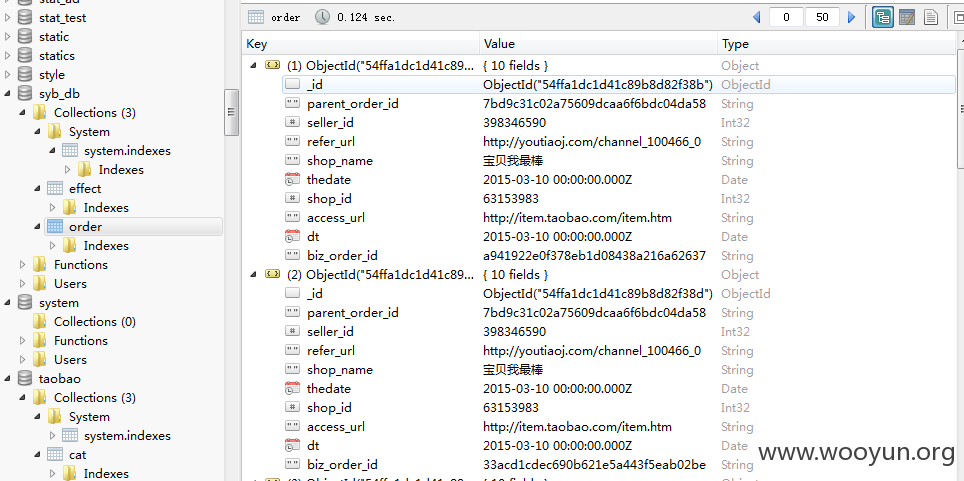 stat_test
static
statics
style
syb_db
Collections (3)
System
system.indexes
Indexes
effect
Indexes
order
Indexes
Functions
Users
system
Collections (0)
Functions
Users
taobao
Collections (3)
System
system.indexes
cat
Indexes
order 0.124 sec. 0 50
Key Value Type
(1) ObjectId("54ffa1dc1d41c89... { 10 fields } Object
_id ObjectId("54ffa1dc1d41c89b8d82f38b") ObjectId
parent_order_id 7bd9c31c02a75609dcaa6f6bdc04da58 String
seller_id 398346590 Int32
refer_url http://youtiaoj.com/channel_100466_0 String
shop_name 宝贝我最棒 String
thedate 2015-03-10 00:00:00.000Z Date
shop_id 63153983 Int32
access_url http://item.taobao.com/item.htm String
dt 2015-03-10 00:00:00.000Z Date
biz_order_id a941922e0f378eb1d08438a216a62637 String
(2) ObjectId("54ffa1dc1d41c89... { 10 fields } Object
_id ObjectId("54ffa1dc1d41c89b8d82f38d") ObjectId
parent_order_id 7bd9c31c02a75609dcaa6f6bdc04da58 String
seller_id 398346590 Int32
refer_url http://youtiaoj.com/channel_100466_0 String
shop_name 宝贝我最棒 String
thedate 2015-03-10 00:00:00.000Z Date
shop_id 63153983 Int32
access_url http://item.taobao.com/item.htm String
dt 2015-03-10 00:00:00.000Z Date
biz_order_id 33acd1cdec690b621e5a443f5eab02be String
www.wooyun.org